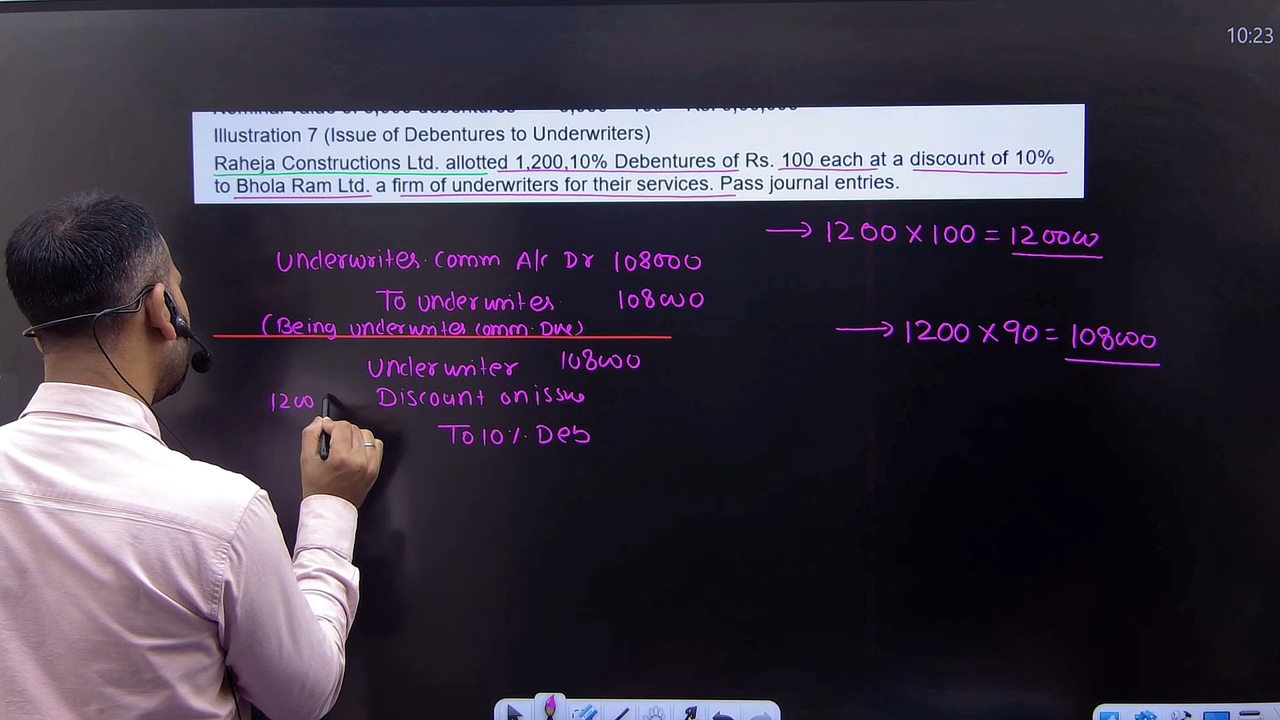 10:23
Illustration 7 (Issue of Debentures to Underwriters)
Raheja Constructions Ltd. allotted 1,200,10% Debentures of Rs. 100 each at a discount of 10%
to Bhola Ram Ltd. a firm of underwriters for their services. Pass journal entries.
→ 1200 × 100 = 120000
Underwrites. comm A/c Dr 108000
To underwrites 108000
(Being underwrites comm. Due)
→ 1200 × 90 = 108000
Underwriter 108000
1200 Discount on issue
To 10% Deb